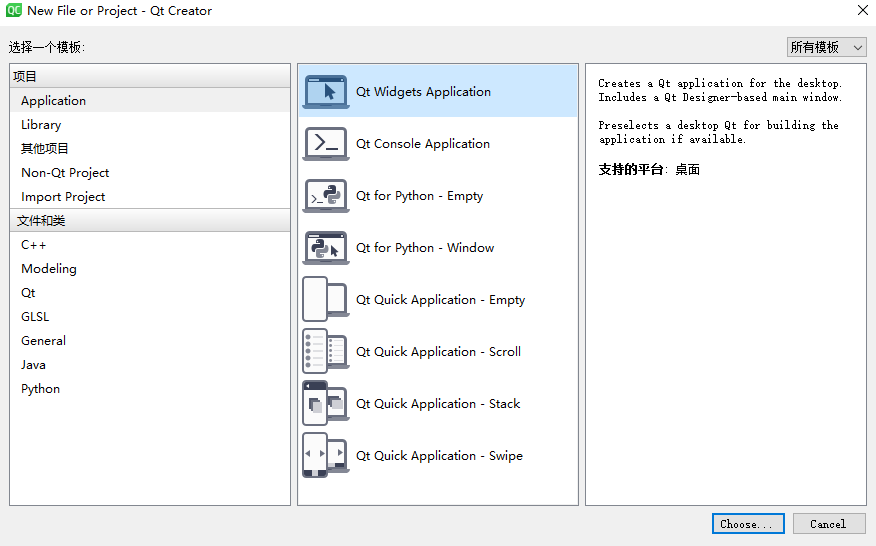 New File or Project - Qt Creator
选择一个模板:
所有模板
项目
Application
Library
其他项目
Non-Qt Project
Import Project
文件和类
C++
Modeling
Qt
GLSL
General
Java
Python
Qt Widgets Application
Qt Console Application
Qt for Python - Empty
Qt for Python - Window
Qt Quick Application - Empty
Qt Quick Application - Scroll
Qt Quick Application - Stack
Qt Quick Application - Swipe
Creates a Qt application for the desktop.
Includes a Qt Designer-based main window.
Preselects a desktop Qt for building the
application if available.
支持的平台: 桌面
Choose...
Cancel